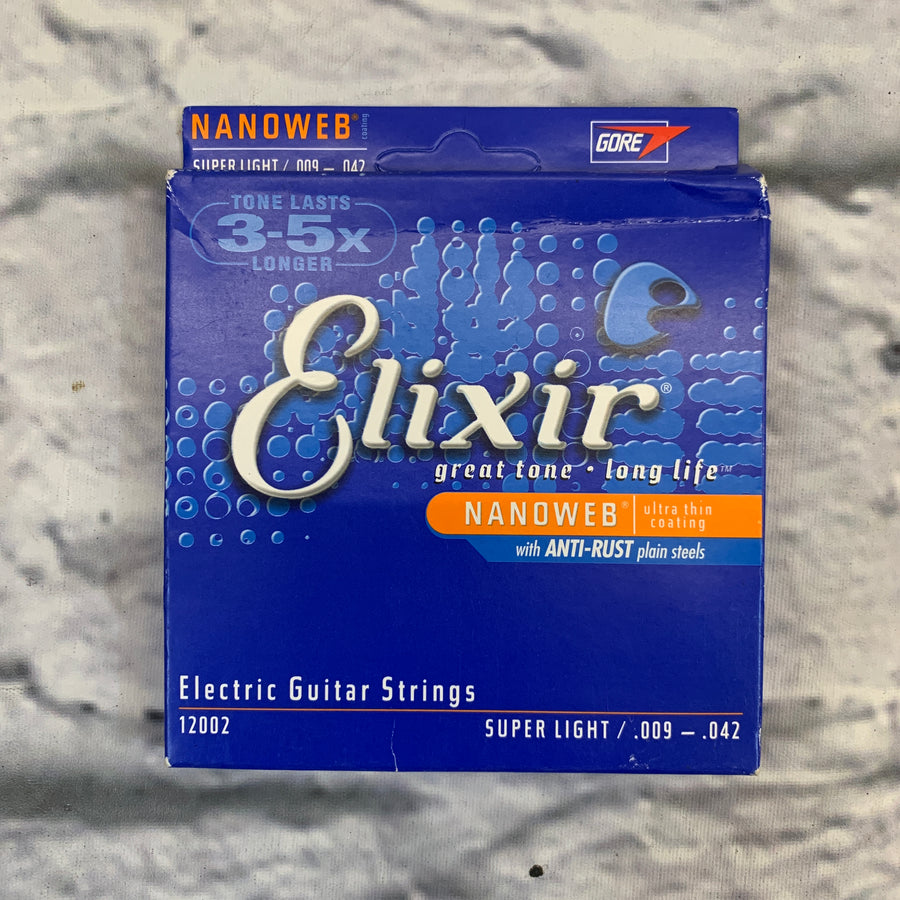 NANOWEB® coating
GORE
SUPER LIGHT / .009 — .042
TONE LASTS
3-5x
LONGER
e
Elixir®
great tone • long life™
NANOWEB® ultra thin
coating
with ANTI-RUST plain steels
Electric Guitar Strings
12002 SUPER LIGHT / .009 — .042